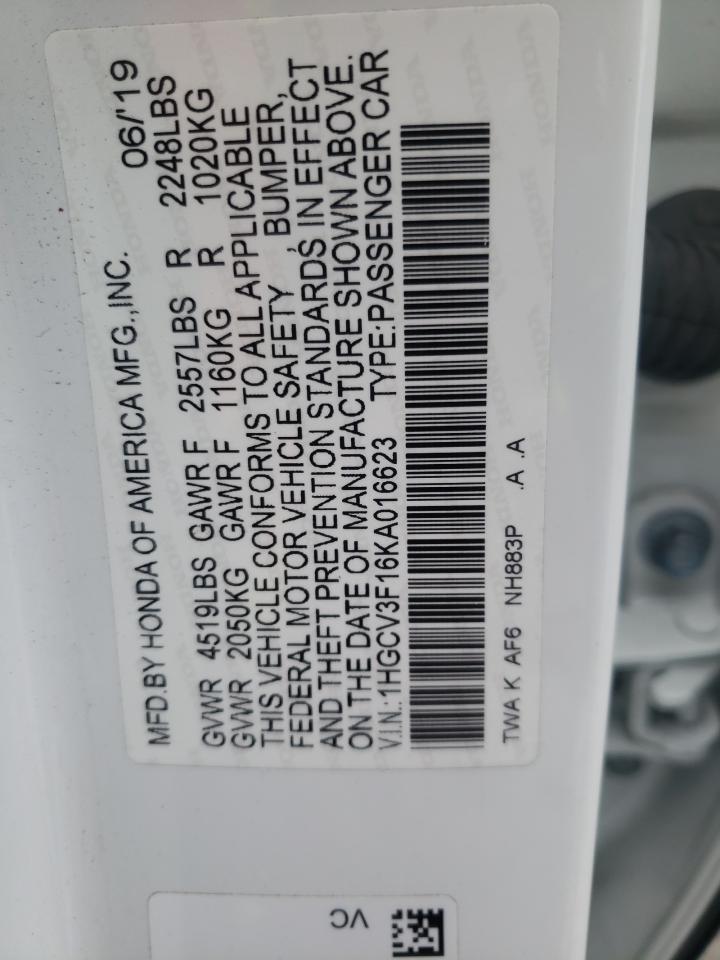 MFD.BY HONDA OF AMERICA MFG.,INC. 06/'19
GVWR 4519LBS GAWR F 2557LBS R 2248LBS
GVWR 2050KG GAWR F 1160KG R 1020KG
THIS VEHICLE CONFORMS TO ALL APPLICABLE
FEDERAL MOTOR VEHICLE SAFETY , BUMPER,
AND THEFT PREVENTION STANDARDS IN EFFECT
ON THE DATE OF MANUFACTURE SHOWN ABOVE.
V.I.N.:1HGCV3F16KA016623 TYPE:PASSENGER CAR
TWA K AF6 NH883P .A .A
VC